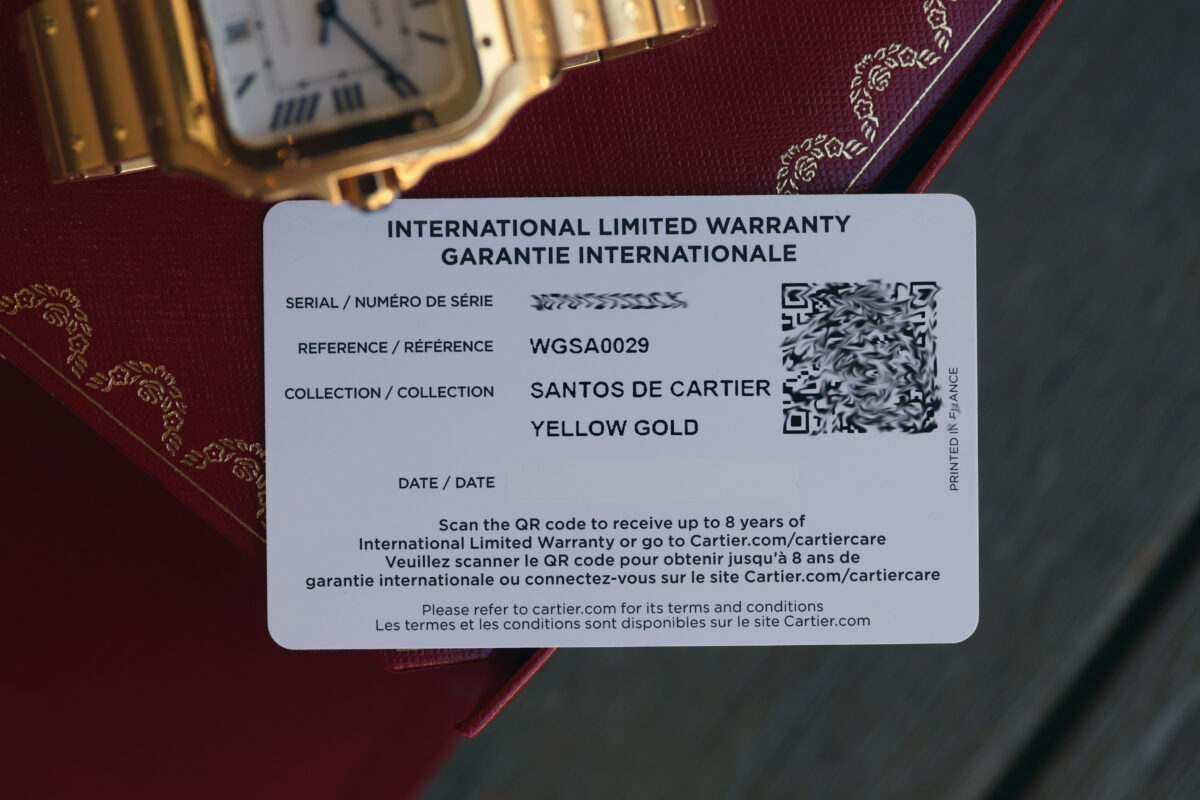 INTERNATIONAL LIMITED WARRANTY
GARANTIE INTERNATIONALE
SERIAL / NUMÉRO DE SÉRIE
REFERENCE / RÉFÉRENCE WGSA0029
COLLECTION / COLLECTION SANTOS DE CARTIER
YELLOW GOLD
DATE / DATE
PRINTED IN FRANCE
Scan the QR code to receive up to 8 years of
International Limited Warranty or go to Cartier.com/cartiercare
Veuillez scanner le QR code pour obtenir jusqu'à 8 ans de
garantie internationale ou connectez-vous sur le site Cartier.com/cartiercare
Please refer to cartier.com for its terms and conditions
Les termes et les conditions sont disponibles sur le site Cartier.com